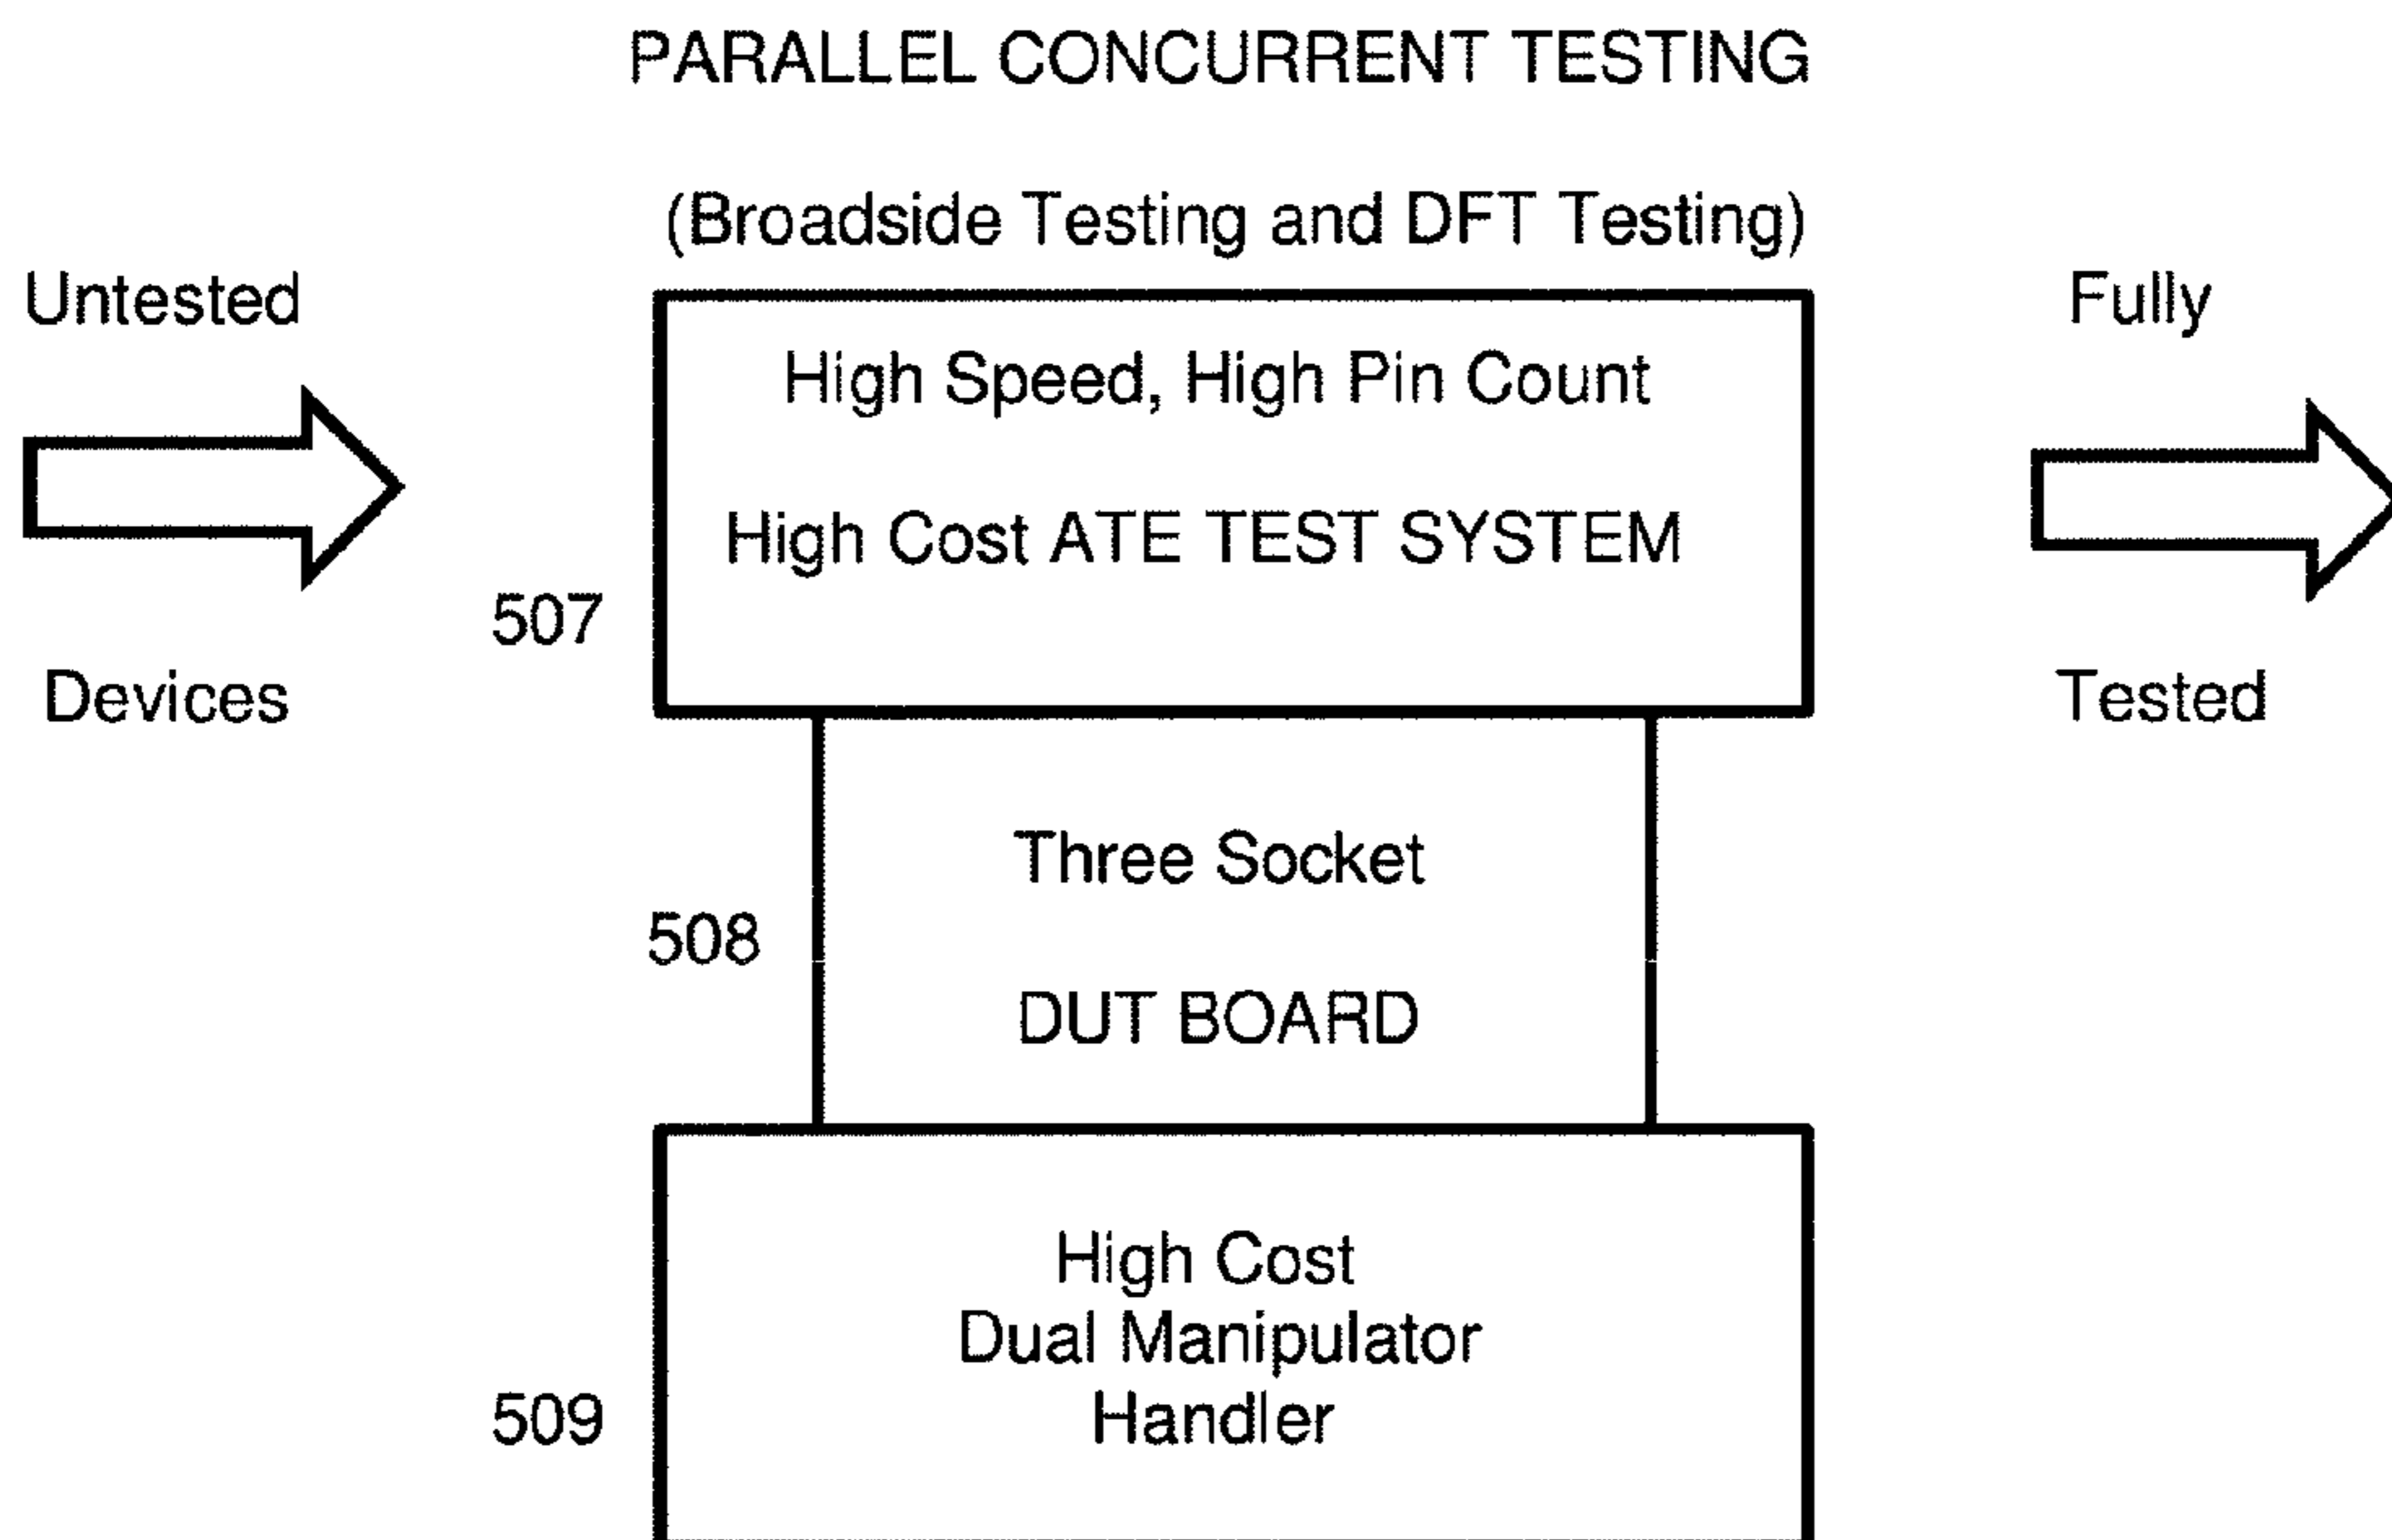 PARALLEL CONCURRENT TESTING
(Broadside Testing and DFT Testing)
Untested
Devices
507
High Speed, High Pin Count
High Cost ATE TEST SYSTEM
Fully
Tested
508
Three Socket
DUT BOARD
509
High Cost
Dual Manipulator
Handler